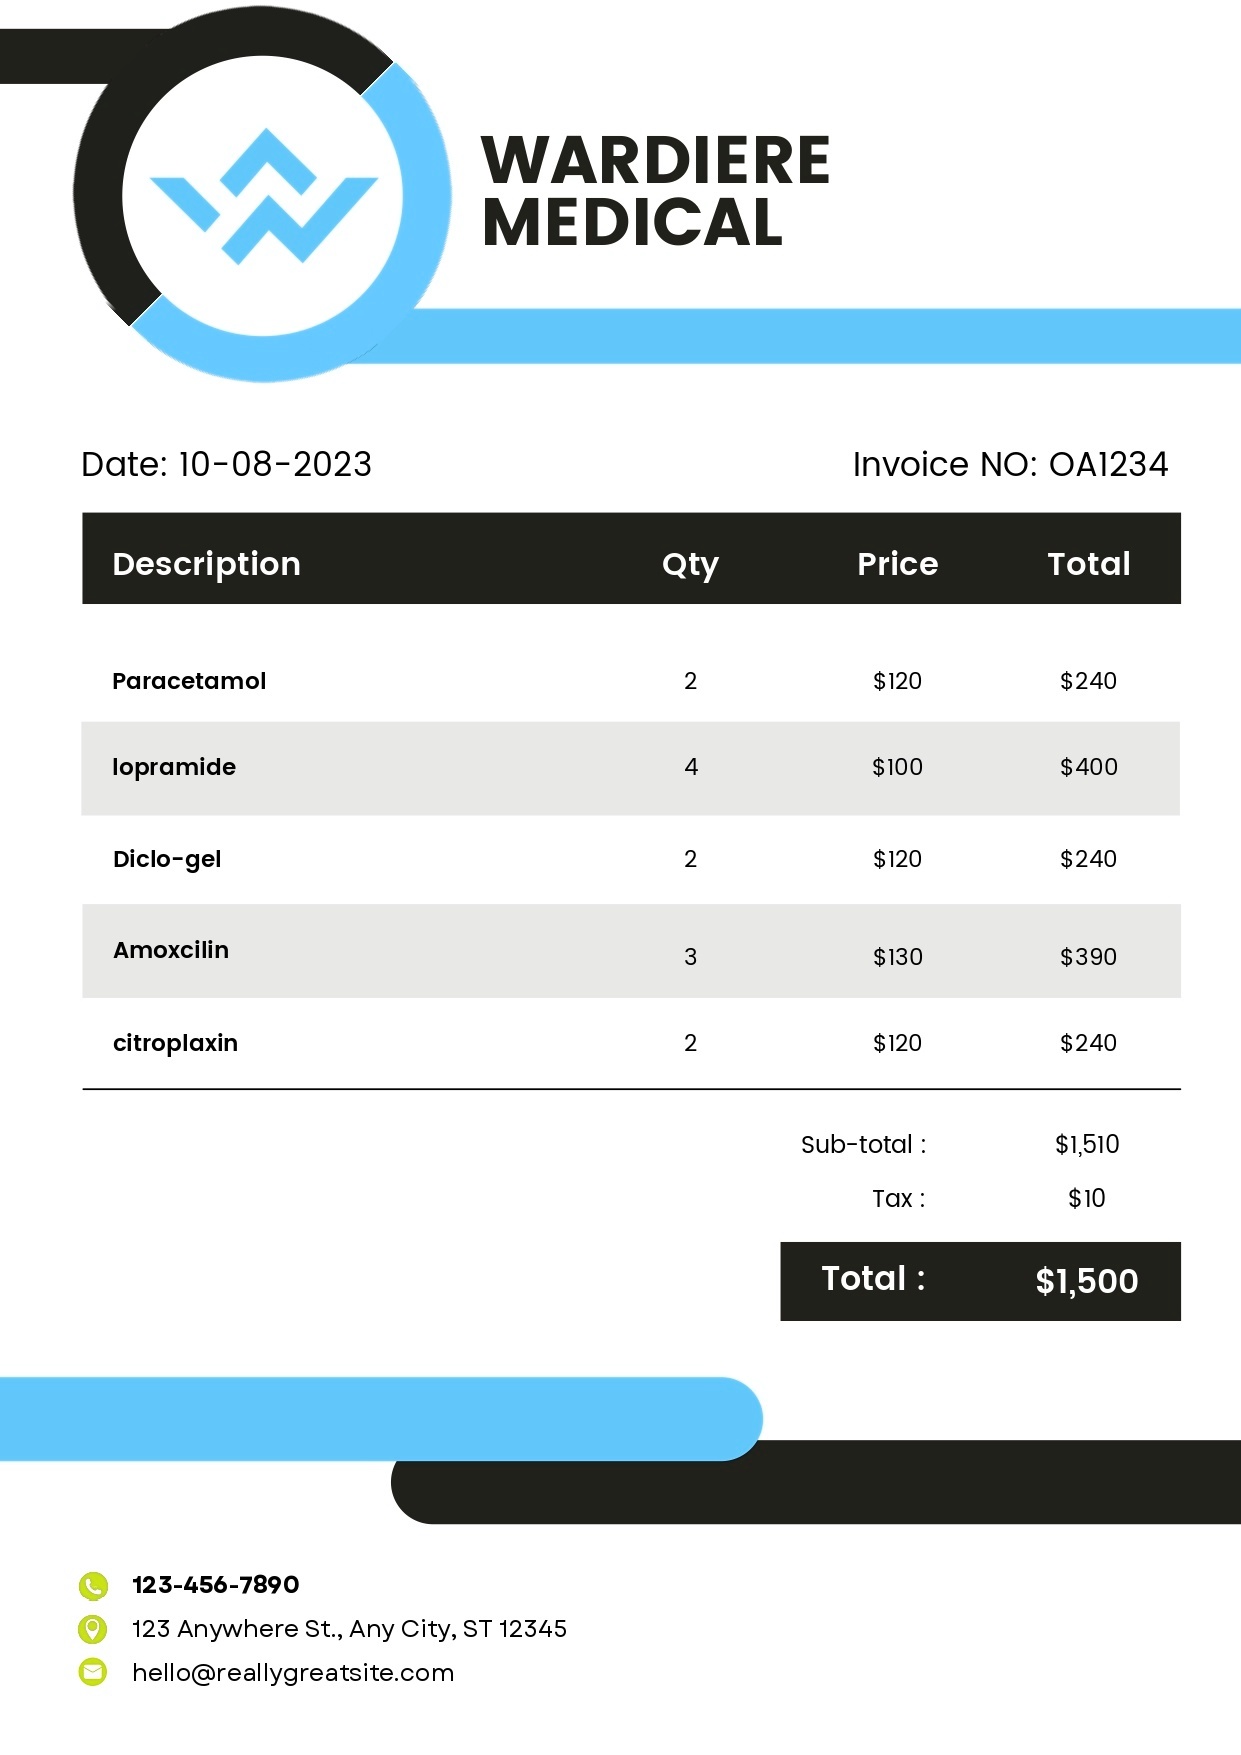 WARDIERE
MEDICAL
Date: 10-08-2023 Invoice NO: OA1234
Description Qty Price Total
Paracetamol 2 $120 $240
Iopramide 4 $100 $400
Diclo-gel 2 $120 $240
Amoxcilin 3 $130 $390
citroplaxin 2 $120 $240
Sub-total : $1,510
Tax : $10
Total : $1,500
123-456-7890
123 Anywhere St., Any City, ST 12345
hello@reallygreatsite.com